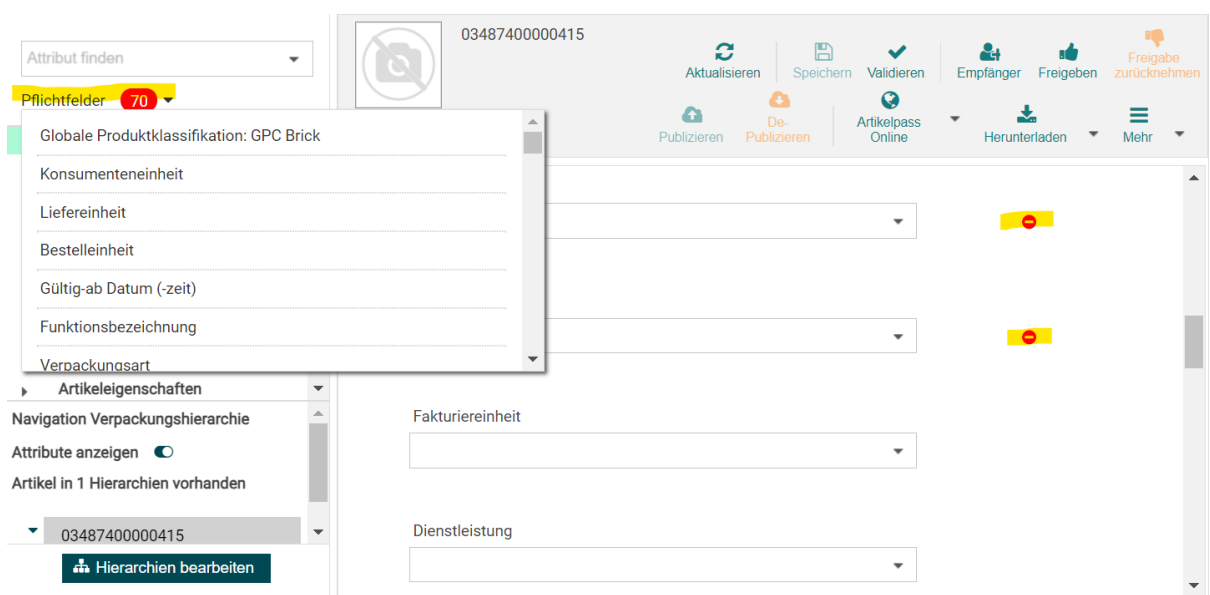 03487400000415
Attribut finden
Pflichtfelder 70
Aktualisieren
Speichern
Validieren
Empfänger
Freigeben
Freigabe
zurücknehmen
Publizieren
De-
Publizieren
Artikelpass
Online
Herunterladen
Mehr
Globale Produktklassifikation: GPC Brick
Konsumenteneinheit
Liefereinheit
Bestelleinheit
Gültig-ab Datum (-zeit)
Funktionsbezeichnung
Verpackungsart
Artikeleigenschaften
Navigation Verpackungshierarchie
Attribute anzeigen
Artikel in 1 Hierarchien vorhanden
03487400000415
Hierarchien bearbeiten
Fakturiereinheit
Dienstleistung